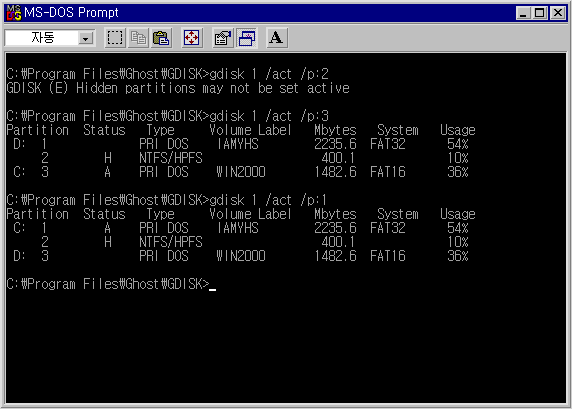 MS-DOS Prompt
자동 A
C:₩Program Files₩Ghost₩GDISK>gdisk 1 /act /p:2
GDISK (E) Hidden partitions may not be set active
C:₩Program Files₩Ghost₩GDISK>gdisk 1 /act /p:3
Partition Status Type Volume Label Mbytes System Usage
D: 1 PRI DOS IAMYHS 2235.6 FAT32 54%
2 H NTFS/HPFS 400.1 10%
C: 3 A PRI DOS WIN2000 1482.6 FAT16 36%
C:₩Program Files₩Ghost₩GDISK>gdisk 1 /act /p:1
Partition Status Type Volume Label Mbytes System Usage
C: 1 A PRI DOS IAMYHS 2235.6 FAT32 54%
2 H NTFS/HPFS 400.1 10%
D: 3 PRI DOS WIN2000 1482.6 FAT16 36%
C:₩Program Files₩Ghost₩GDISK>